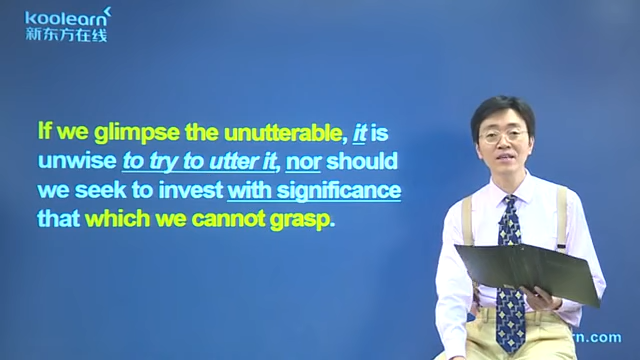 koolearn
新东方在线
If we glimpse the unutterable, it is
unwise to try to utter it, nor should
we seek to invest with significance
that which we cannot grasp.
rn.com